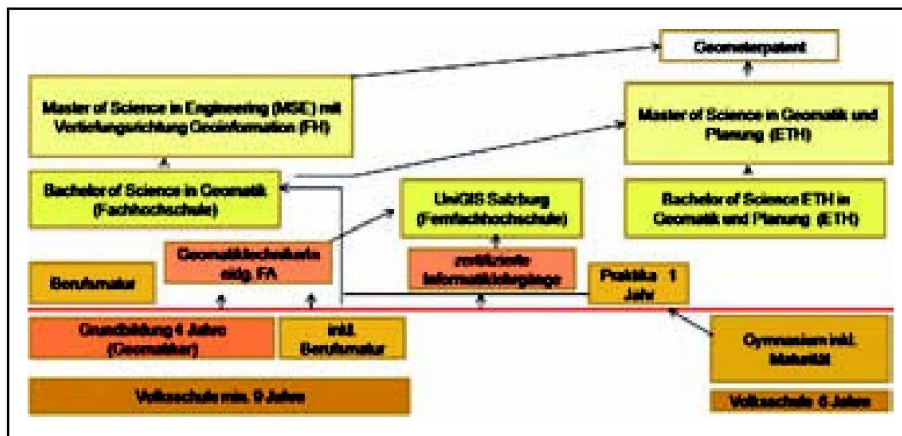 Geometerpatent
Master of Science in Engineering (MSE) mit
Vertiefungsrichtung Geoinformation (FH)
Master of Science in Geomatik und
Planung (ETH)
Bachelor of Science in Geomatik
(Fachhochschule)
UniGIS Salzburg
(Fernfachhochschule)
Bachelor of Science ETH in
Geomatik und Planung (ETH)
GeomatiktechnikerIn
eidg. FA
zertifizierte
Informatiklehrgänge
Berufsmatur
Praktika 1
Jahr
Grundbildung 4 Jahre
(Geomatiker)
inkl.
Berufsmatur
Gymnasium inkl.
Maturität
Volksschule min. 9 Jahre
Volksschule 6 Jahre